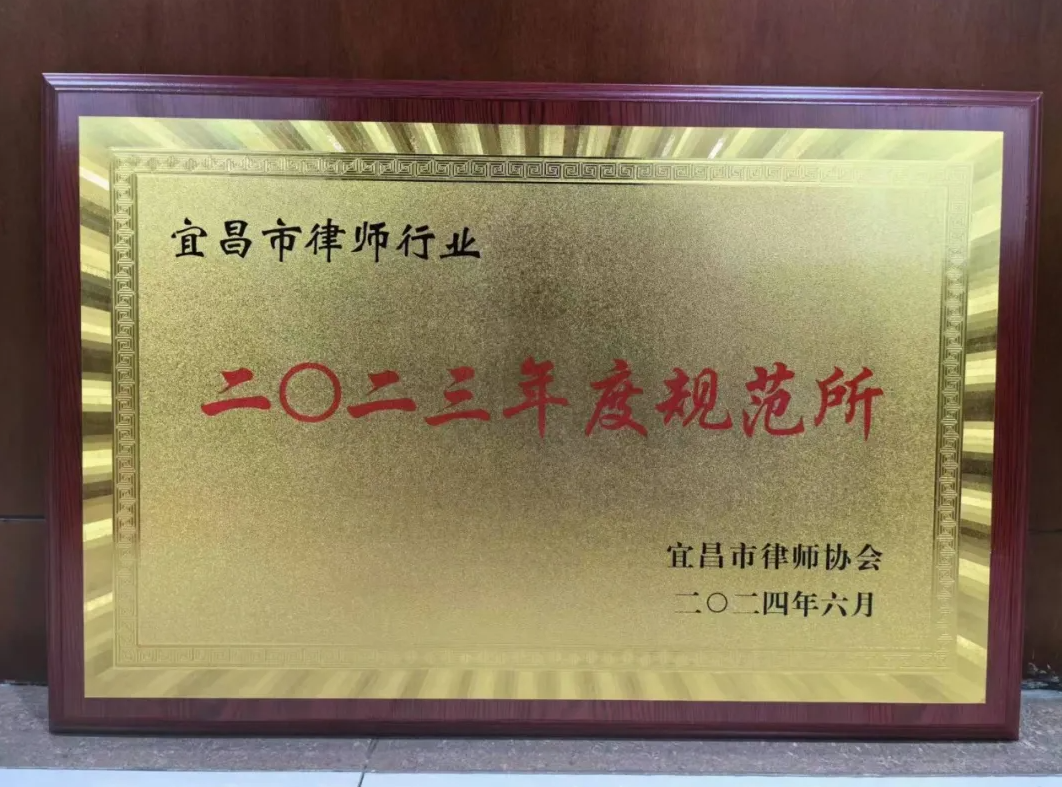 宜昌市律师行业
二〇二三年度规范所
宜昌市律师协会
二〇二四年六月